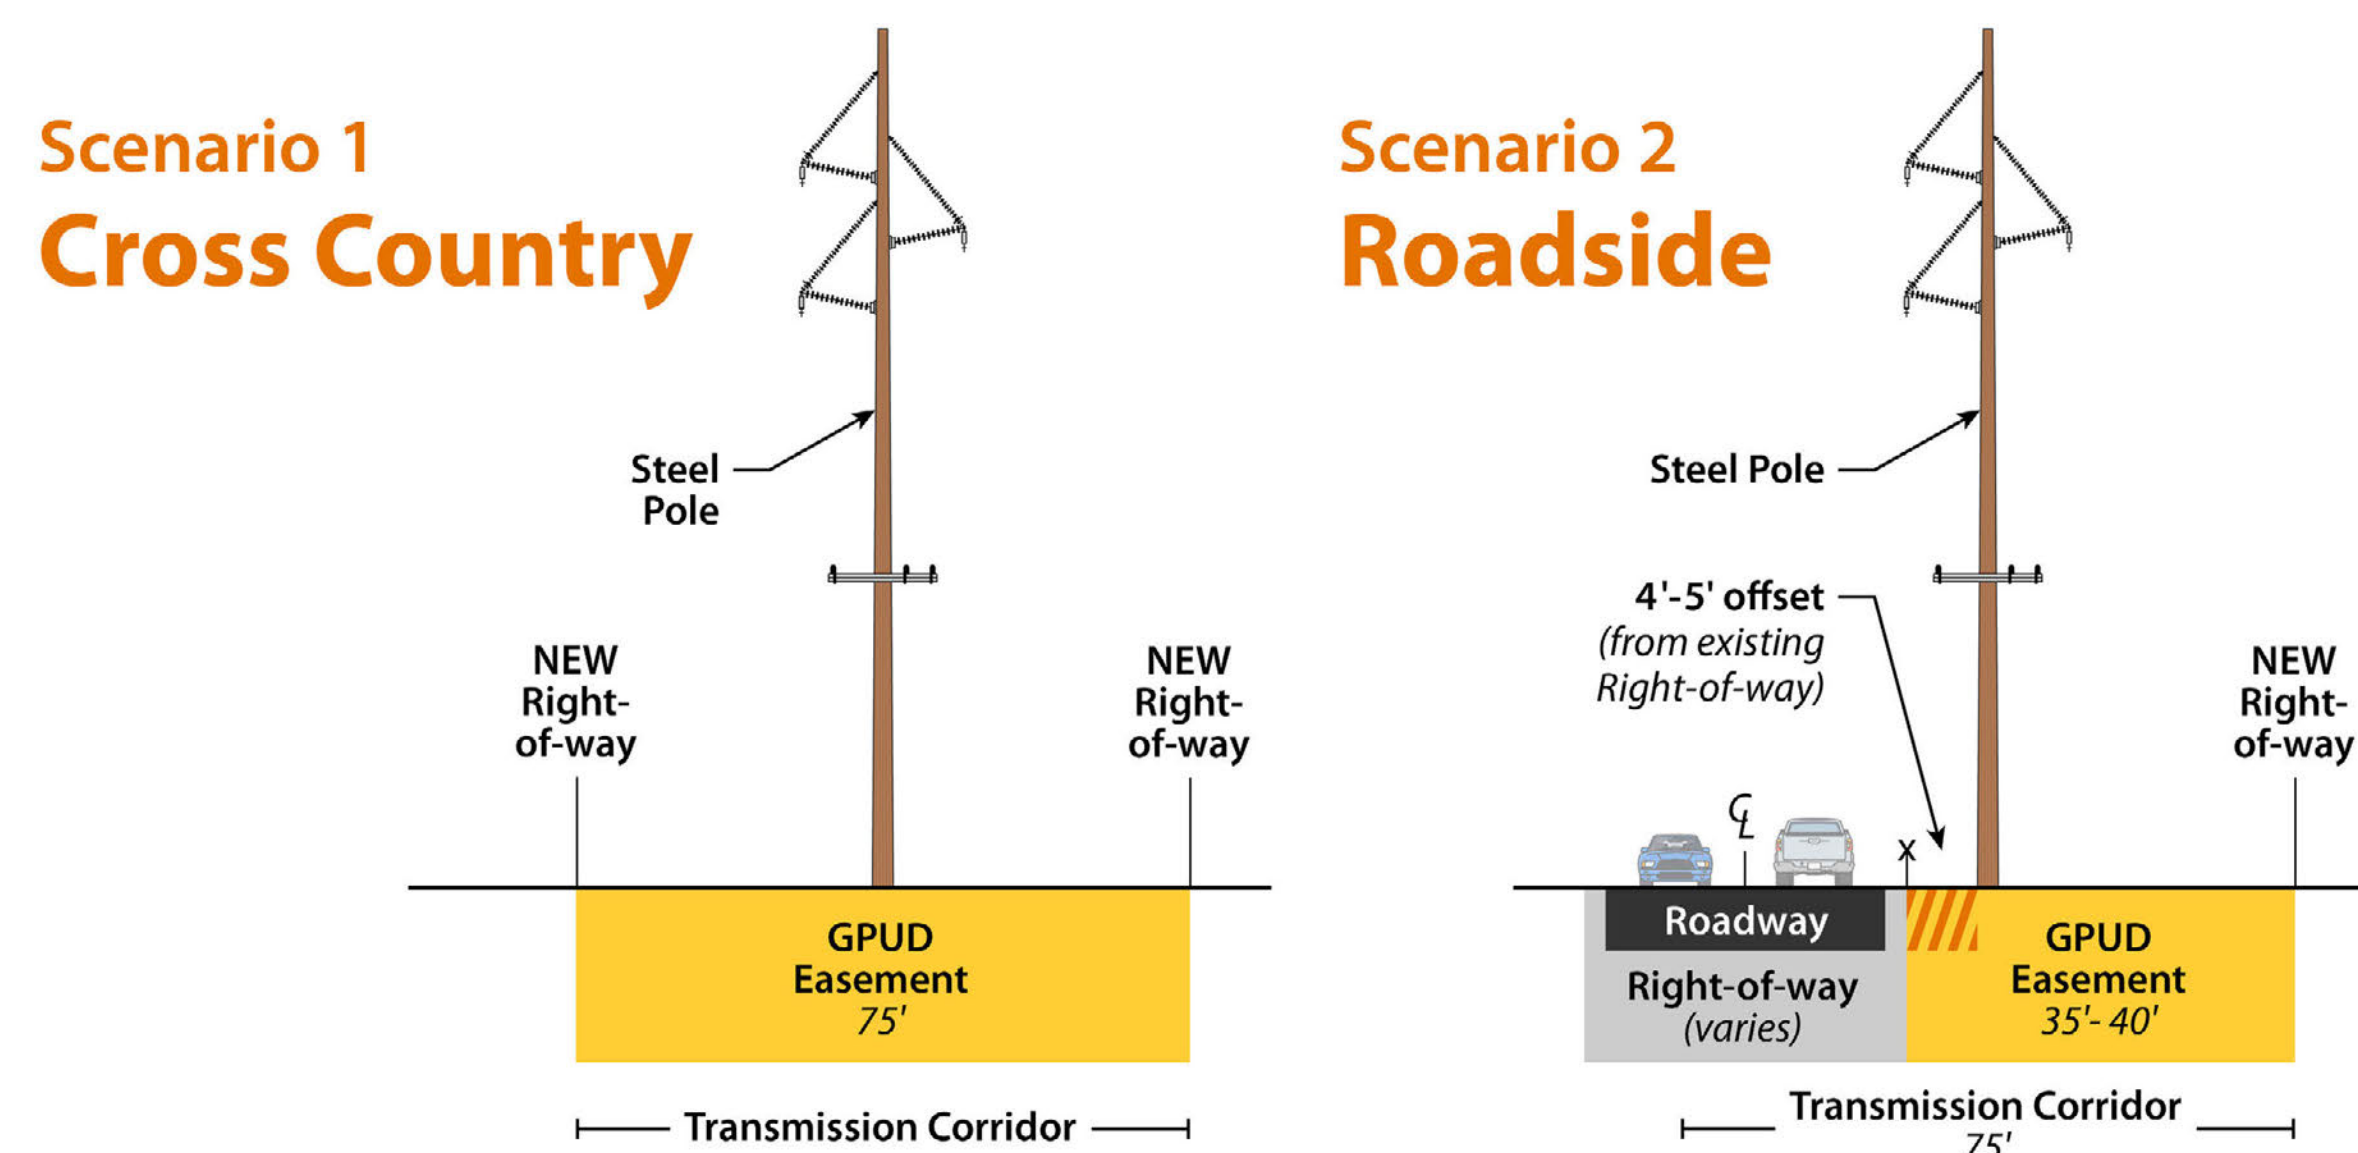 Scenario 1
Cross Country
Steel
Pole
NEW
Right-
of-way
NEW
Right-
of-way
GPUD
Easement
75'
Transmission Corridor
Scenario 2
Roadside
Steel Pole
4'-5' offset
(from existing
Right-of-way)
NEW
Right-
of-way
CL
x
Roadway
Right-of-way
(varies)
GPUD
Easement
35'- 40'
Transmission Corridor
75'